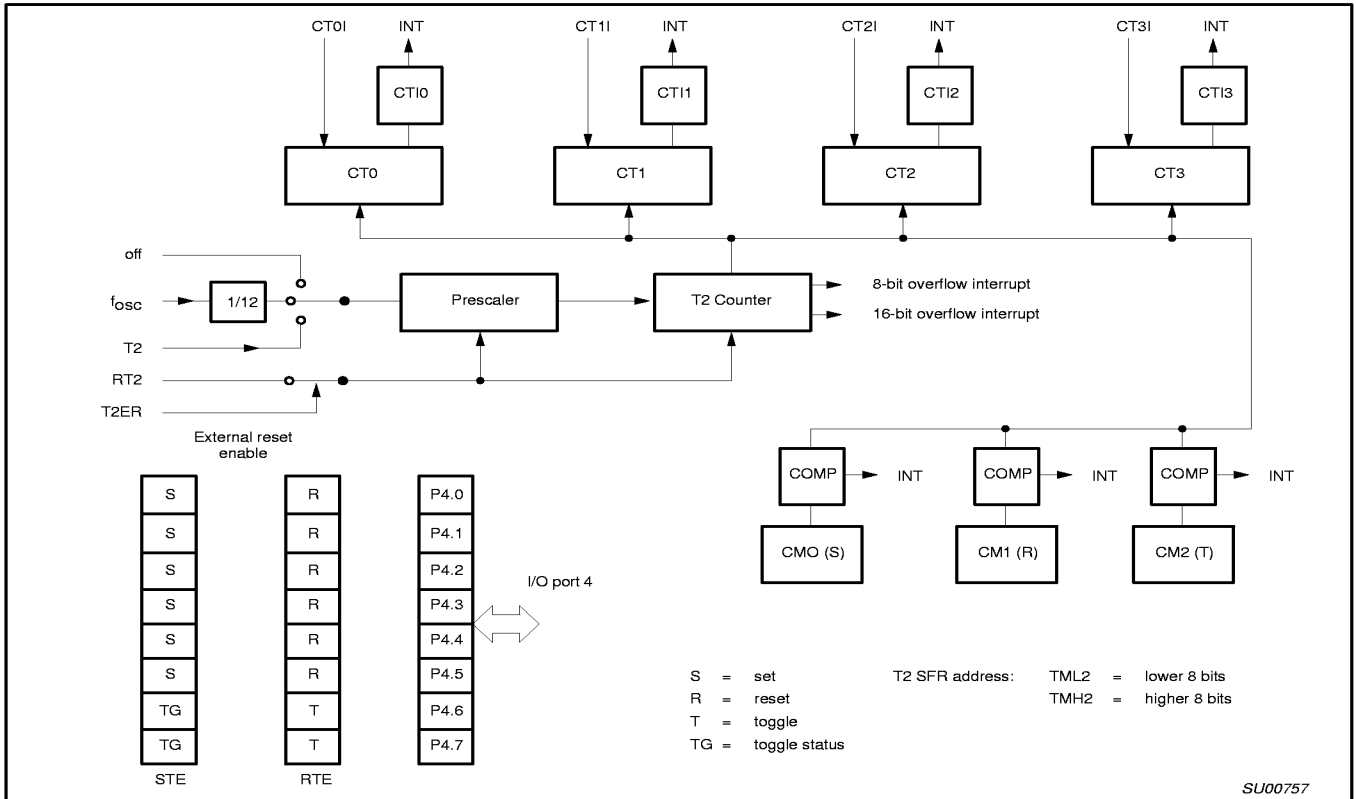 CT0I INT CT1I INT CT2I INT CT3I INT
CTI0 CTI1 CTI2 CTI3
CT0 CT1 CT2 CT3
off
fosc 1/12 Prescaler T2 Counter
8-bit overflow interrupt
16-bit overflow interrupt
T2
RT2
T2ER
External reset
enable
COMP INT COMP INT COMP INT
CMO (S) CM1 (R) CM2 (T)
S R P4.0
S R P4.1
S R P4.2
S R P4.3
S R P4.4
S R P4.5
TG T P4.6
TG T P4.7
STE RTE
I/O port 4
S = set
R = reset
T = toggle
TG = toggle status
T2 SFR address: TML2 = lower 8 bits
TMH2 = higher 8 bits
SU00757